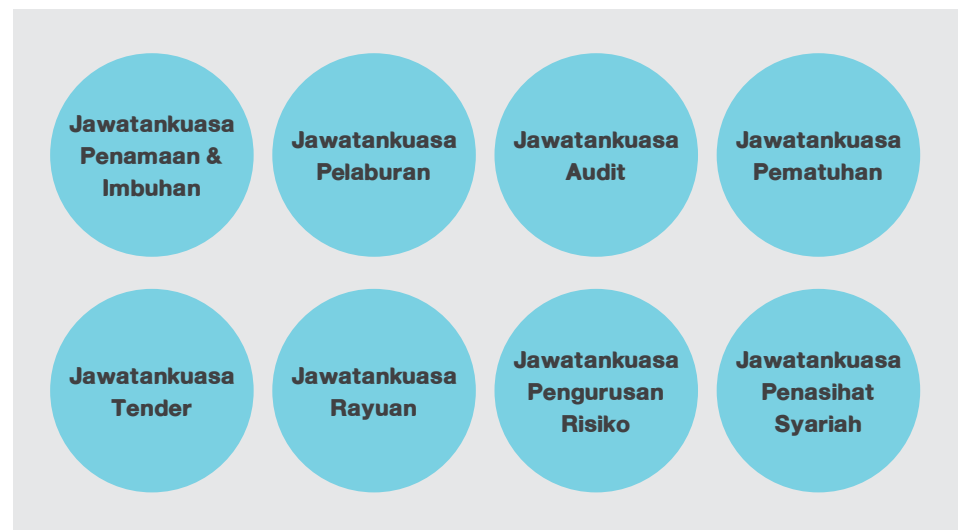 Jawatankuasa
Penamaan &
Imbuhan
Jawatankuasa
Pelaburan
Jawatankuasa
Audit
Jawatankuasa
Pematuhan
Jawatankuasa
Tender
Jawatankuasa
Rayuan
Jawatankuasa
Pengurusan
Risiko
Jawatankuasa
Penasihat
Syariah